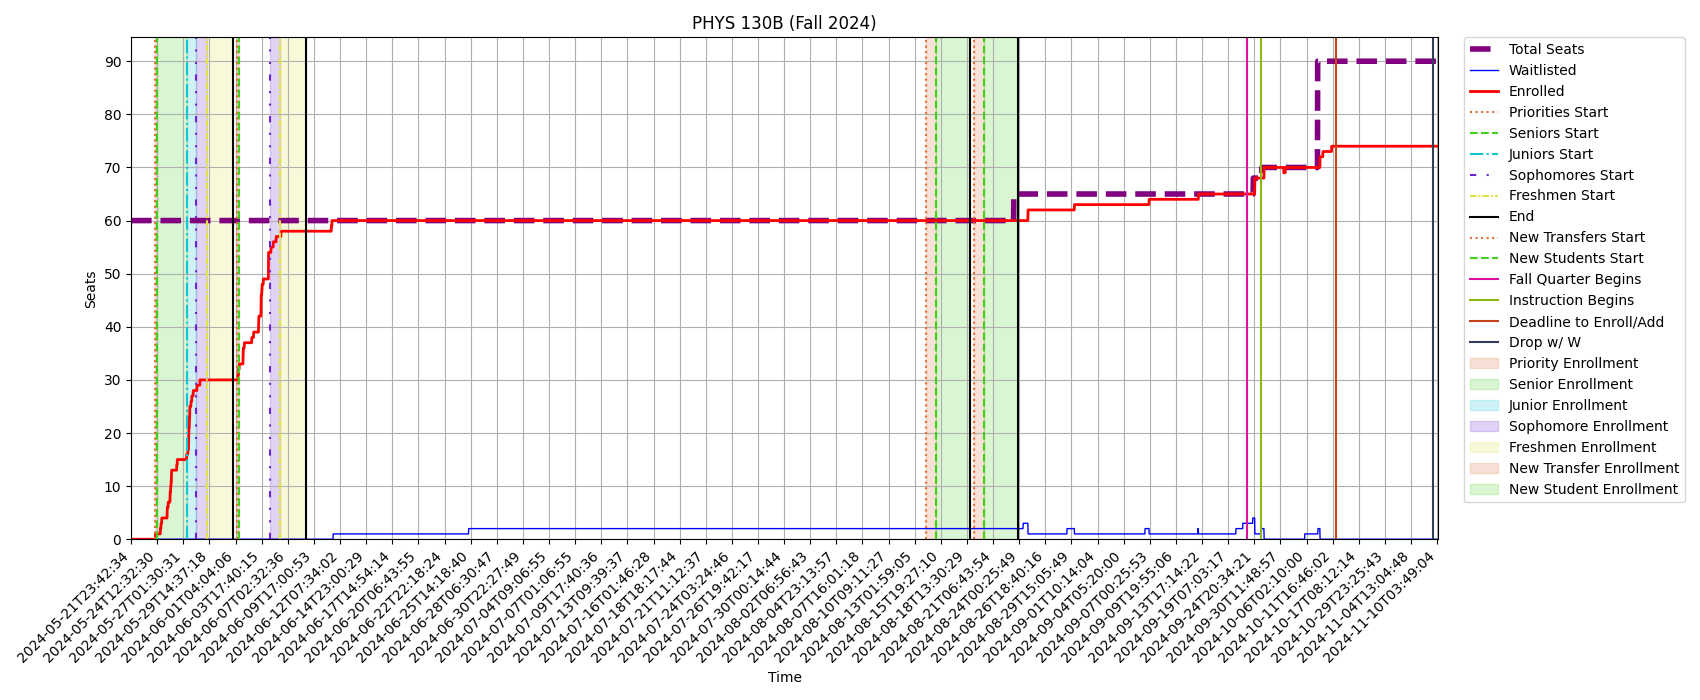 PHYS 130B (Fall 2024)
Seats
90
80
70
60
50
40
30
20
10
0
2024-05-21T23:42:34
2024-05-24T12:32:30
2024-05-27T01:30:31
2024-05-29T14:37:18
2024-06-01T04:04:06
2024-06-03T17:40:15
2024-06-07T02:32:36
2024-06-09T17:00:53
2024-06-12T07:34:02
2024-06-14T23:00:29
2024-06-17T14:54:14
2024-06-20T06:43:55
2024-06-22T22:18:24
2024-06-25T14:18:40
2024-06-28T06:30:47
2024-06-30T22:27:49
2024-07-04T09:06:55
2024-07-07T01:06:55
2024-07-09T17:40:36
2024-07-13T09:39:37
2024-07-16T01:46:28
2024-07-18T18:17:44
2024-07-21T11:12:37
2024-07-24T03:24:46
2024-07-26T19:42:17
2024-07-30T00:14:44
2024-08-02T06:56:43
2024-08-04T23:13:57
2024-08-07T16:01:18
2024-08-10T09:11:27
2024-08-13T01:59:05
2024-08-15T19:27:10
2024-08-18T13:30:29
2024-08-21T06:43:54
2024-08-24T00:25:49
2024-08-26T18:40:16
2024-08-29T15:05:49
2024-09-01T10:14:04
2024-09-04T05:20:00
2024-09-07T00:25:53
2024-09-09T19:55:06
2024-09-13T17:14:22
2024-09-19T07:03:17
2024-09-24T20:34:21
2024-09-30T11:48:57
2024-10-06T02:10:00
2024-10-11T16:46:02
2024-10-17T08:12:14
2024-10-29T23:25:43
2024-11-04T13:04:48
2024-11-10T03:49:04
Time
Total Seats
Waitlisted
Enrolled
Priorities Start
Seniors Start
Juniors Start
Sophomores Start
Freshmen Start
End
New Transfers Start
New Students Start
Fall Quarter Begins
Instruction Begins
Deadline to Enroll/Add
Drop w/ W
Priority Enrollment
Senior Enrollment
Junior Enrollment
Sophomore Enrollment
Freshmen Enrollment
New Transfer Enrollment
New Student Enrollment